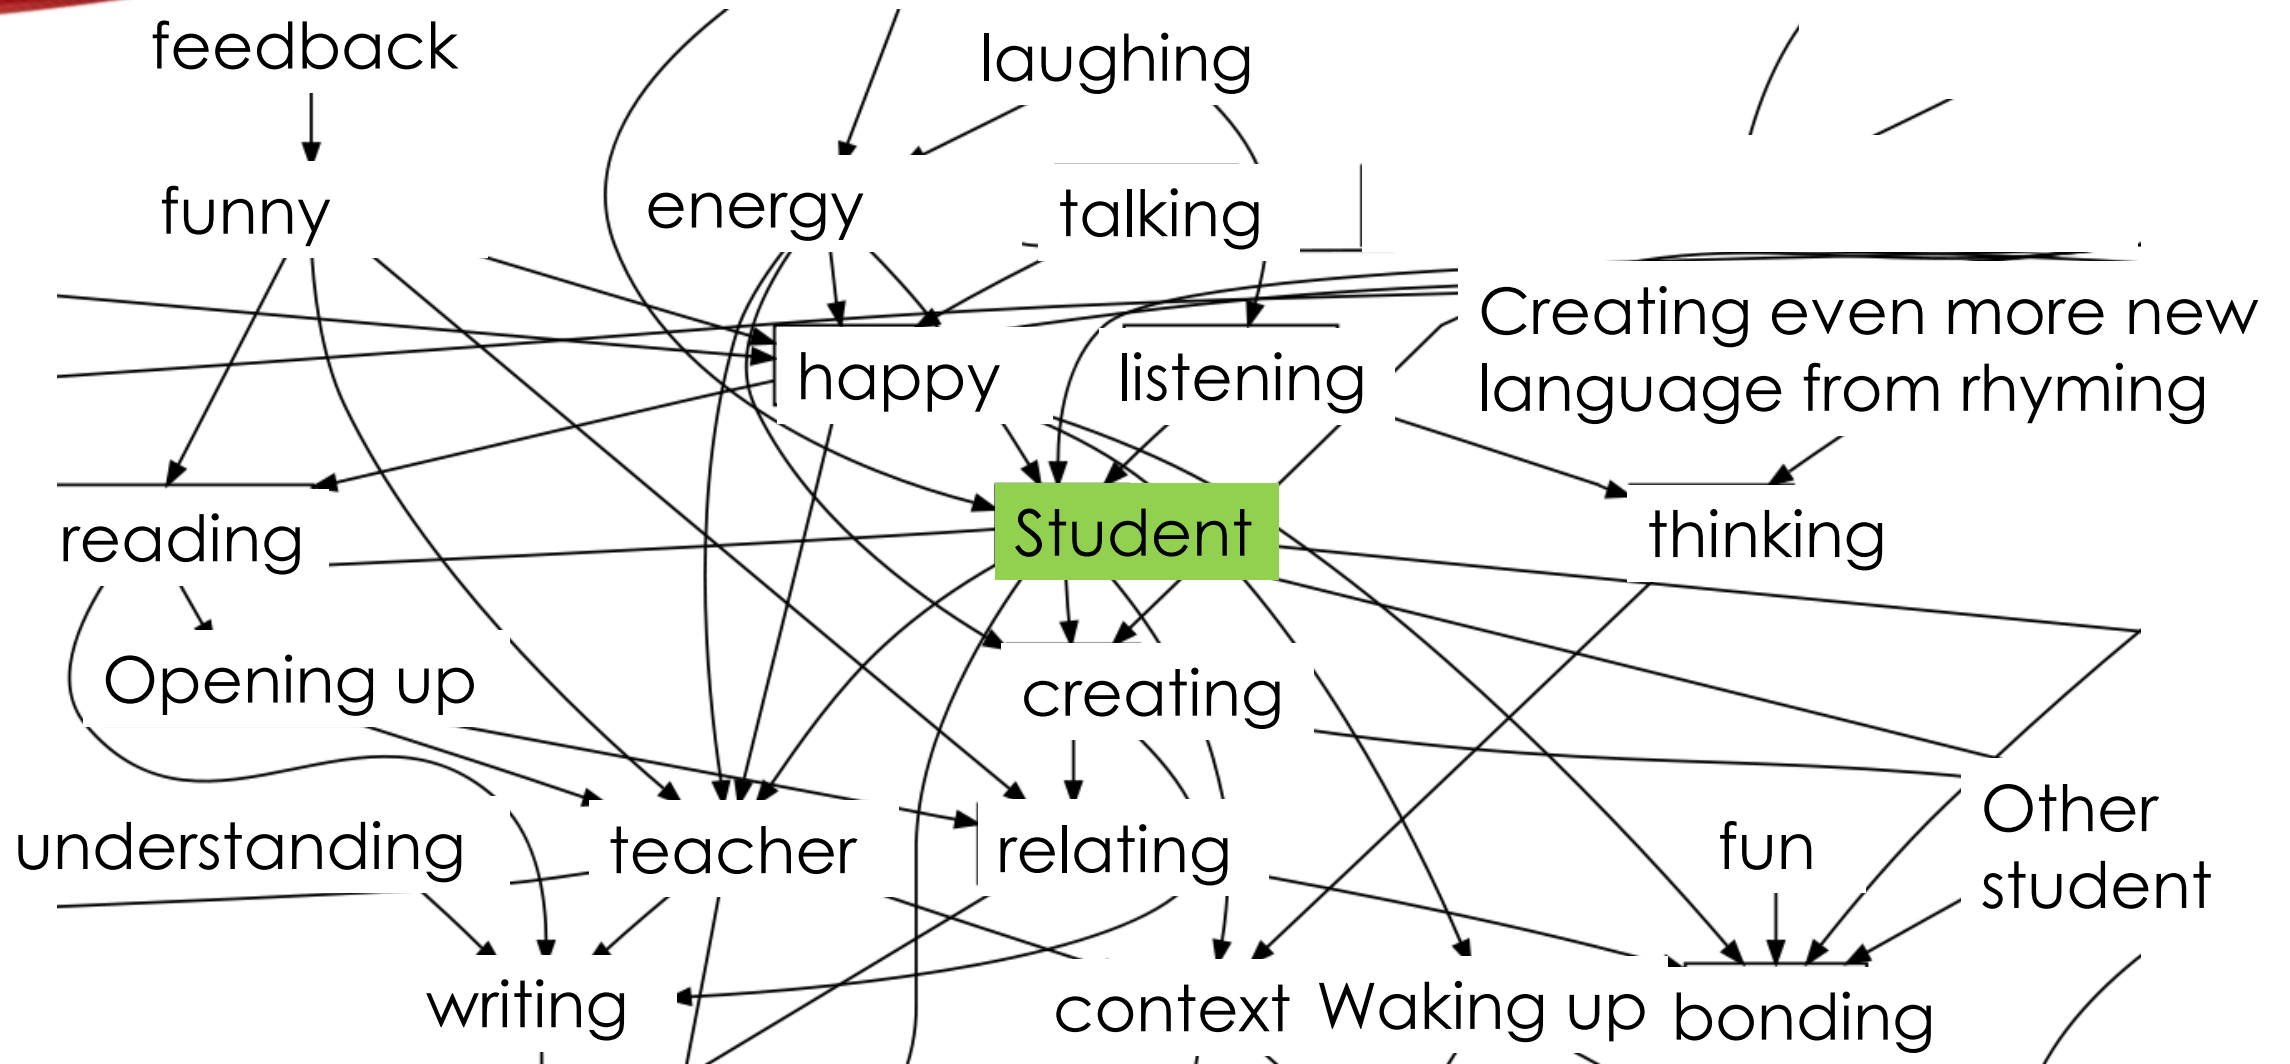 feedback
laughing
funny
energy
talking
Creating even more new
language from rhyming
happy
listening
reading
Student
thinking
Opening up
creating
understanding
teacher
relating
fun
Other
student
writing
context
Waking up
bonding